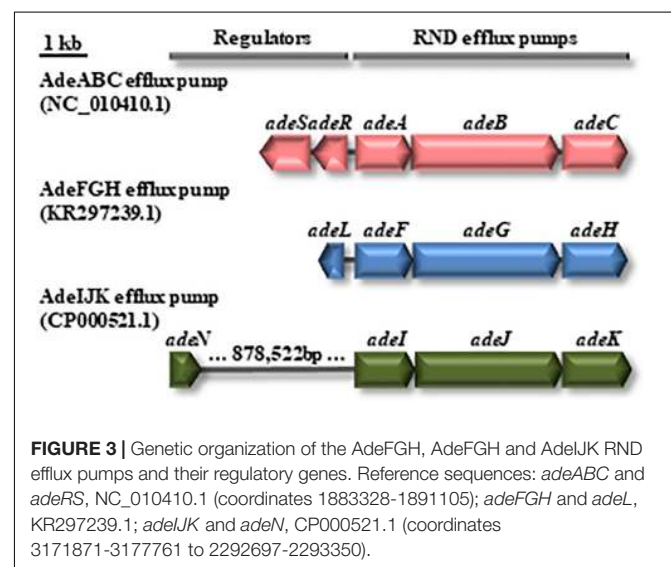 1 kb
Regulators RND efflux pumps
AdeABC efflux pump
(NC_010410.1)
adeS adeR adeA adeB adeC
AdeFGH efflux pump
(KR297239.1)
adeL adeF adeG adeH
AdeIJK efflux pump
(CP000521.1)
adeN ... 878,522bp ... adeI adeJ adeK
FIGURE 3 | Genetic organization of the AdeFGH, AdeFGH and AdeIJK RND
efflux pumps and their regulatory genes. Reference sequences: adeABC and
adeRS, NC_010410.1 (coordinates 1883328-1891105); adeFGH and adeL,
KR297239.1; adeIJK and adeN, CP000521.1 (coordinates
3171871-3177761 to 2292697-2293350).